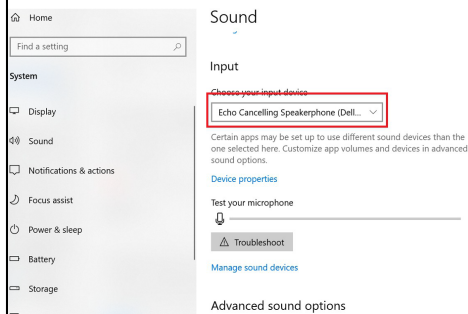 Home
Find a setting
System
Display
Sound
Notifications & actions
Focus assist
Power & sleep
Battery
Storage
Sound
Input
Choose your input device
Echo Cancelling Speakerphone (Dell...
Certain apps may be set up to use different sound devices than the
one selected here. Customize app volumes and devices in advanced
sound options.
Device properties
Test your microphone
Troubleshoot
Manage sound devices
Advanced sound options